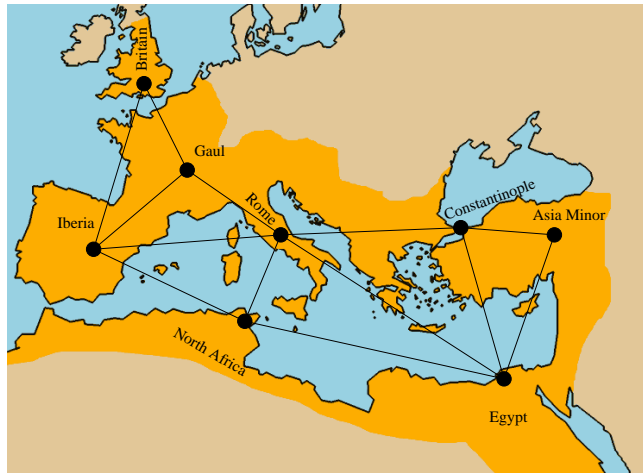 Britain
Gaul
Rome
Iberia
Constantinople
Asia Minor
North Africa
Egypt